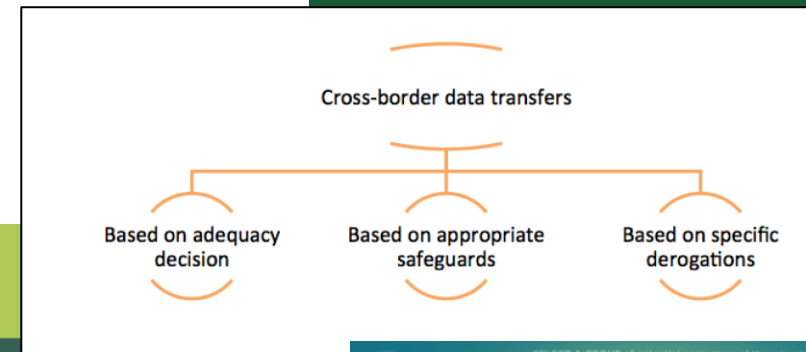 Cross-border data transfers
Based on adequacy
decision
Based on appropriate
safeguards
Based on specific
derogations